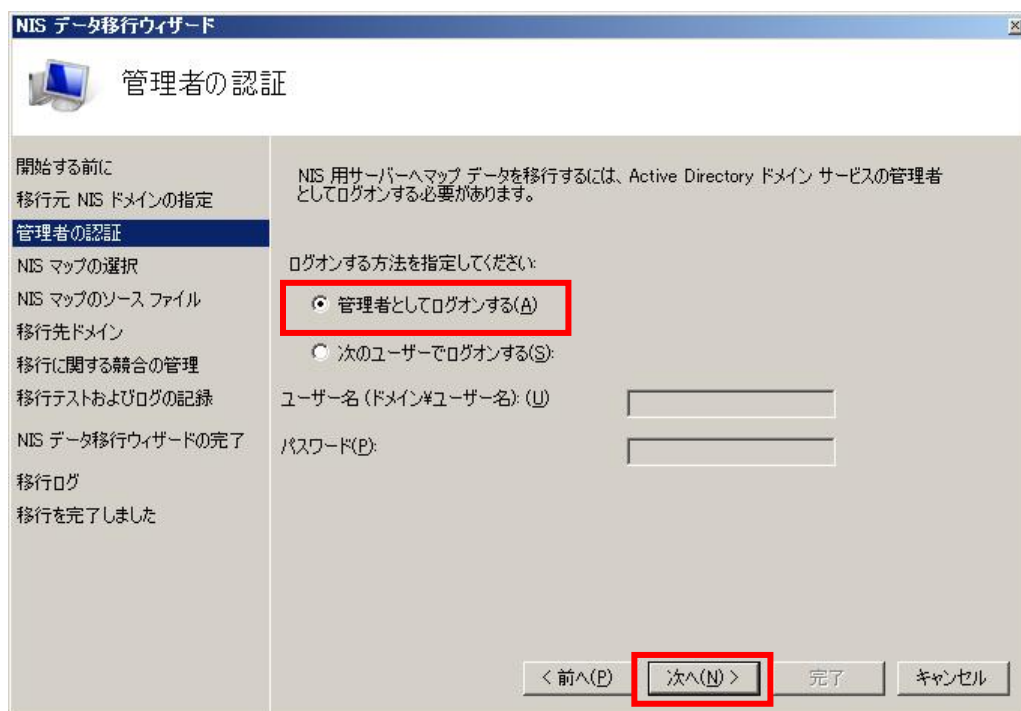 NIS データ移行ウィザード
管理者の認証
開始する前に
移行元 NIS ドメインの指定
管理者の認証
NIS マップの選択
NIS マップのソース ファイル
移行先ドメイン
移行に関する競合の管理
移行テストおよびログの記録
NIS データ移行ウィザードの完了
移行ログ
移行を完了しました
NIS 用サーバーへマップ データを移行するには、Active Directory ドメイン サービスの管理者
としてログオンする必要があります。
ログオンする方法を指定してください:
管理者としてログオンする(A)
次のユーザーでログオンする(S):
ユーザー名 (ドメイン¥ユーザー名): (U)
パスワード(P):
< 前へ(P)
次へ(N) >
完了
キャンセル